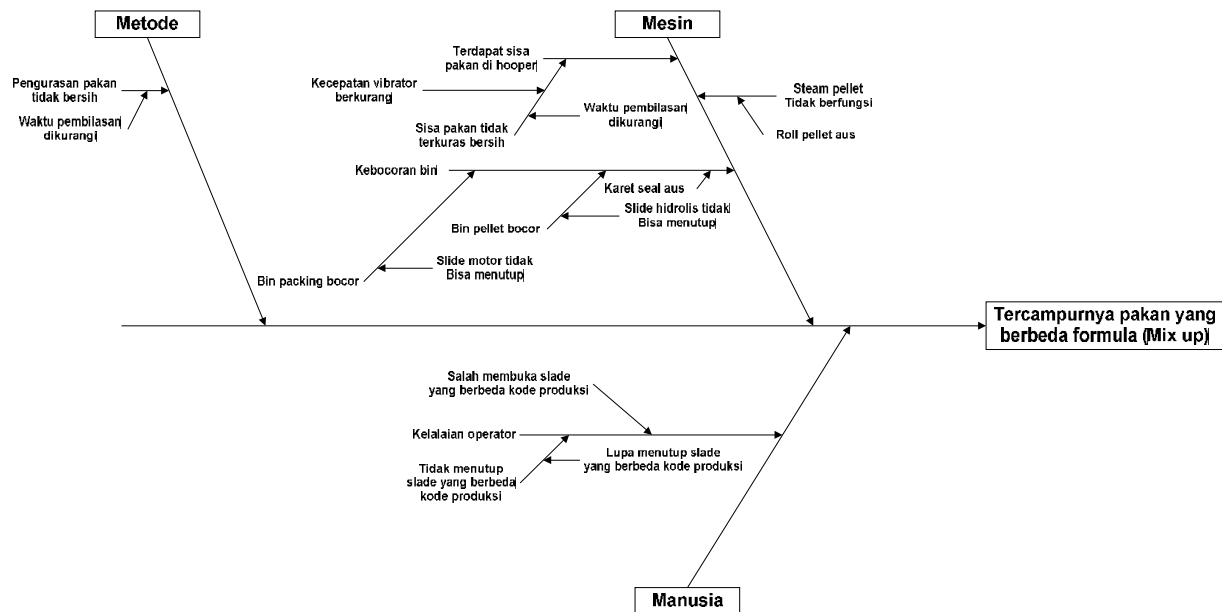 Metode
Mesin
Terdapat sisa
pakan di hooper
Pengurasan pakan
tidak bersih
Kecepatan vibrator
berkurang
Steam pellet
Tidak berfungsi
Waktu pembilasan
dikurangi
Waktu pembilasan
dikurangi
Sisa pakan tidak
terkuras bersih
Roll pellet aus
Kebocoran bin
Karet seal aus
Slide hidrolis tidak
Bisa menutup
Bin pellet bocor
Slide motor tidak
Bisa menutup
Bin packing bocor
Tercampurnya pakan yang
berbeda formula (Mix up)
Salah membuka slade
yang berbeda kode produksi
Kelalaian operator
Lupa menutup slade
yang berbeda kode produksi
Tidak menutup
slade yang berbeda
kode produksi
Manusia